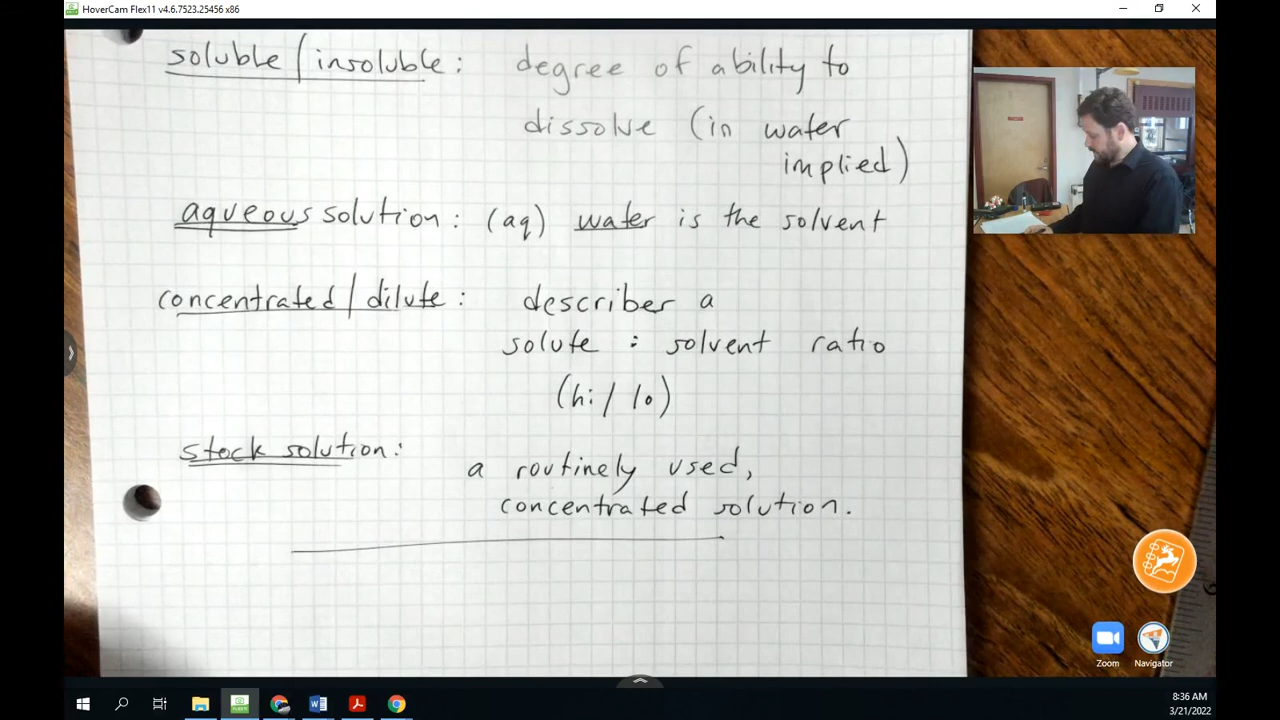 HoverCam Flex11 v4.6.7523.25456 x86
soluble/insoluble: degree of ability to
dissolve (in water
implied)
aqueous solution: (aq) water is the solvent
concentrated/dilute: describer a
solute : solvent ratio
(hi/lo)
stock solution: a routinely used,
concentrated solution.
Zoom
Navigator
8:36 AM
3/21/2022